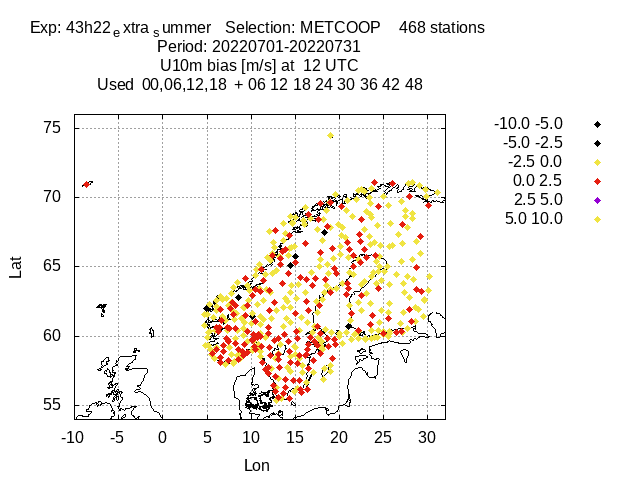 Exp: 43h22extrasummer Selection: METCOOP 468 stations
Period: 20220701-20220731
U10m bias [m/s] at 12 UTC
Used 00,06,12,18 + 06 12 18 24 30 36 42 48
-10.0 -5.0
-5.0 -2.5
-2.5 0.0
0.0 2.5
2.5 5.0
5.0 10.0
Lat
75
70
65
60
55
-10 -5 0 5 10 15 20 25 30
Lon